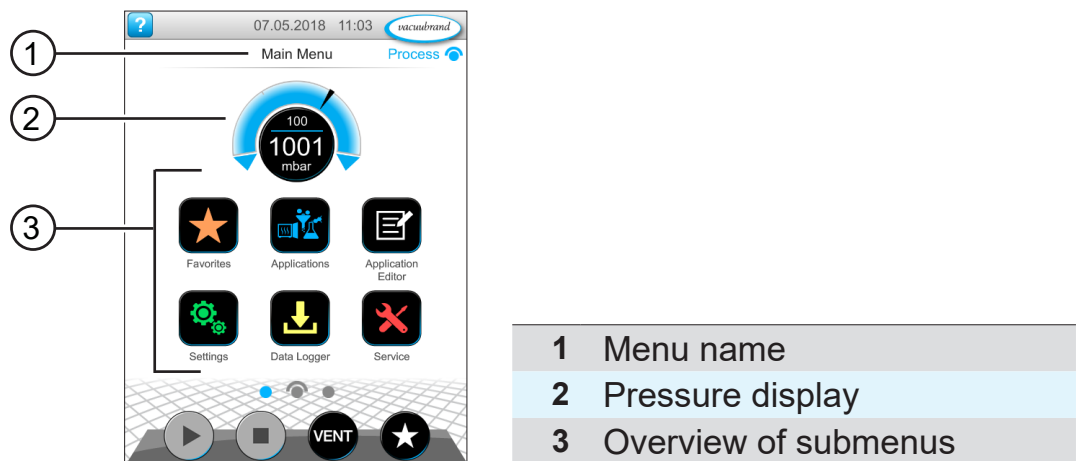 ?
07.05.2018 11:03
vacuubrand
1
Main Menu
Process
2
100
1001
mbar
3
Favorites
Applications
Application
Editor
Settings
Data Logger
Service
VENT
1 Menu name
2 Pressure display
3 Overview of submenus